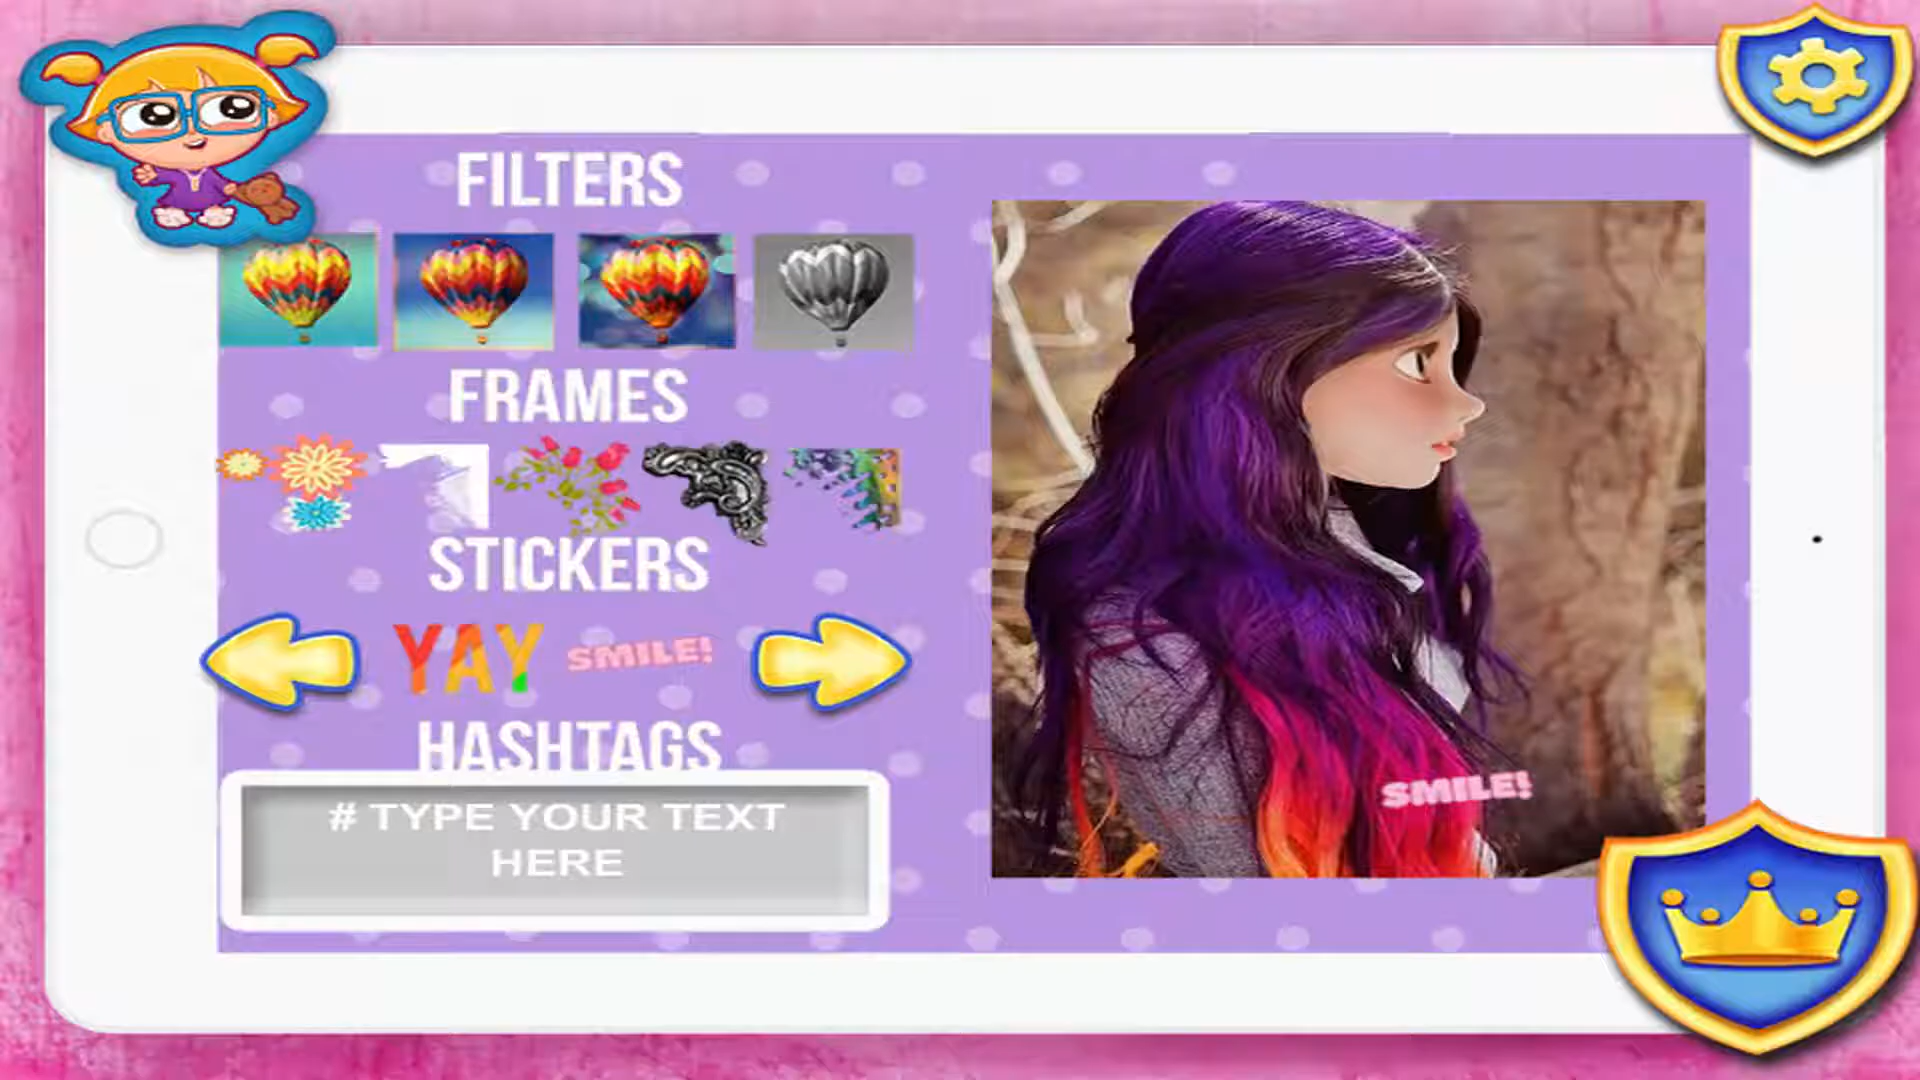 FILTERS
FRAMES
STICKERS
YAY SMILE!
HASHTAGS
# TYPE YOUR TEXT
HERE
SMILE!